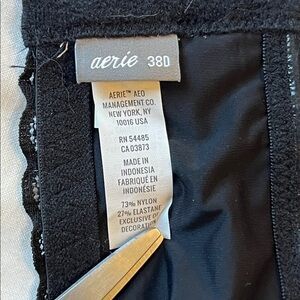 aerie 38D
AERIE™ AEO
MANAGEMENT CO.
NEW YORK, NY
10016 USA
RN 54485
CA 03873
MADE IN
INDONESIA
FABRIQUÉ EN
INDONÉSIE
73% NYLON
27% ELASTANE
EXCLUSIVE OF
DECORATION